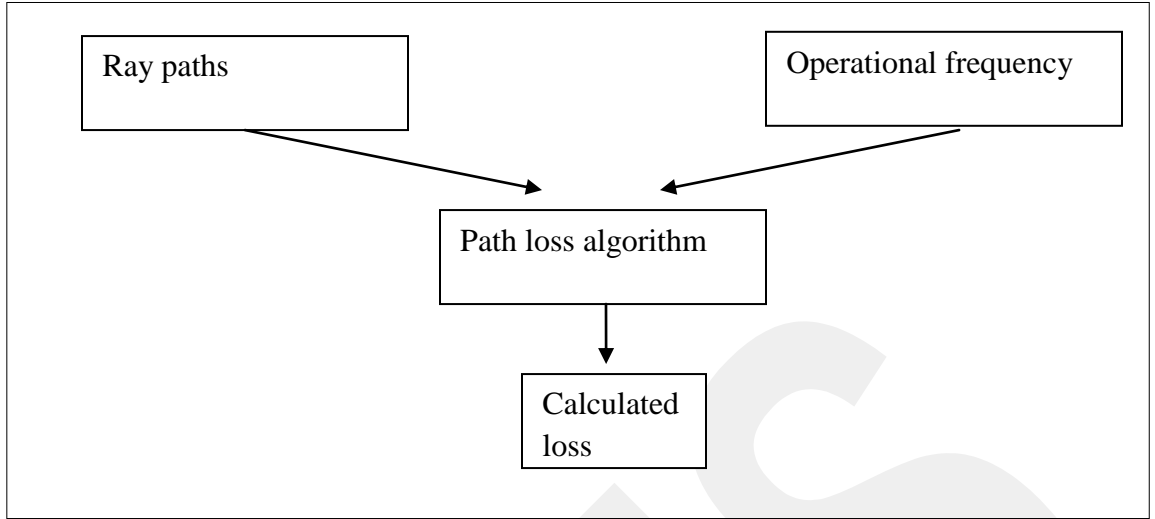 Ray paths
Operational frequency
Path loss algorithm
Calculated
loss